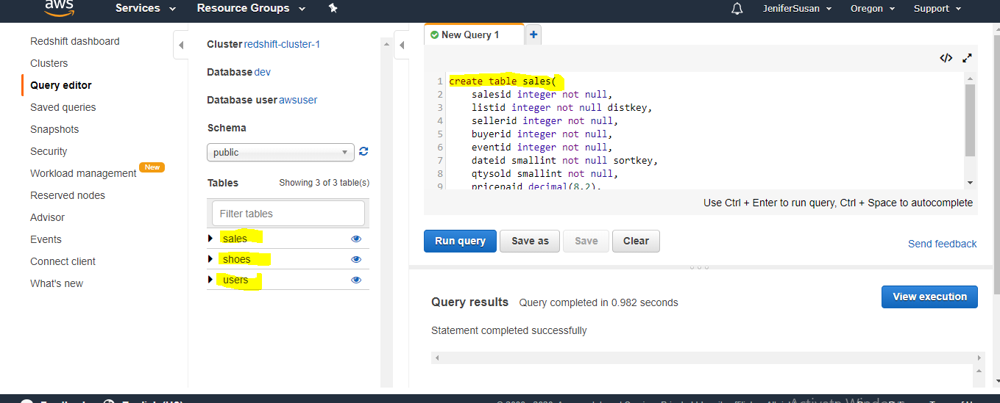 aws
Services
Resource Groups
JeniferSusan
Oregon
Support
Redshift dashboard
Clusters
Query editor
Saved queries
Snapshots
Security
Workload management New
Reserved nodes
Advisor
Events
Connect client
What's new
Cluster redshift-cluster-1
Database dev
Database user awsuser
Schema
public
Tables Showing 3 of 3 table(s)
Filter tables
sales
shoes
users
New Query 1
+
</>
1 create table sales(
2 salesid integer not null,
3 listid integer not null distkey,
4 sellerid integer not null,
5 buyerid integer not null,
6 eventid integer not null,
7 dateid smallint not null sortkey,
8 qtysold smallint not null,
9 pricepaid decimal(8,2),
Use Ctrl + Enter to run query, Ctrl + Space to autocomplete
Run query
Save as
Save
Clear
Send feedback
Query results Query completed in 0.982 seconds
View execution
Statement completed successfully